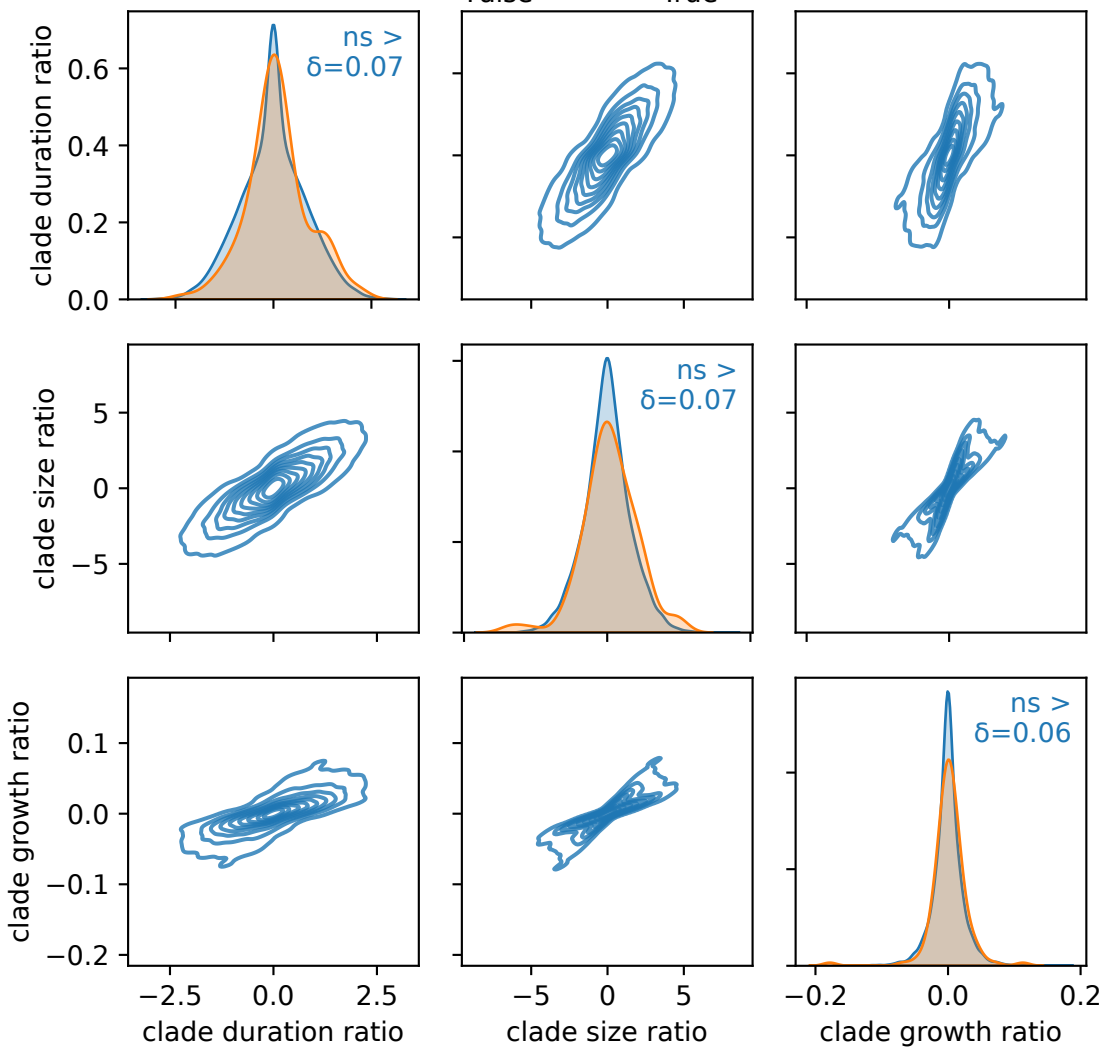 clade duration ratio
0.6
0.4
0.2
0.0
ns >
δ=0.07
clade size ratio
5
0
−5
ns >
δ=0.07
clade growth ratio
0.1
0.0
−0.1
−0.2
ns >
δ=0.06
−2.5 0.0 2.5
−5 0 5
−0.2 0.0 0.2
clade duration ratio
clade size ratio
clade growth ratio